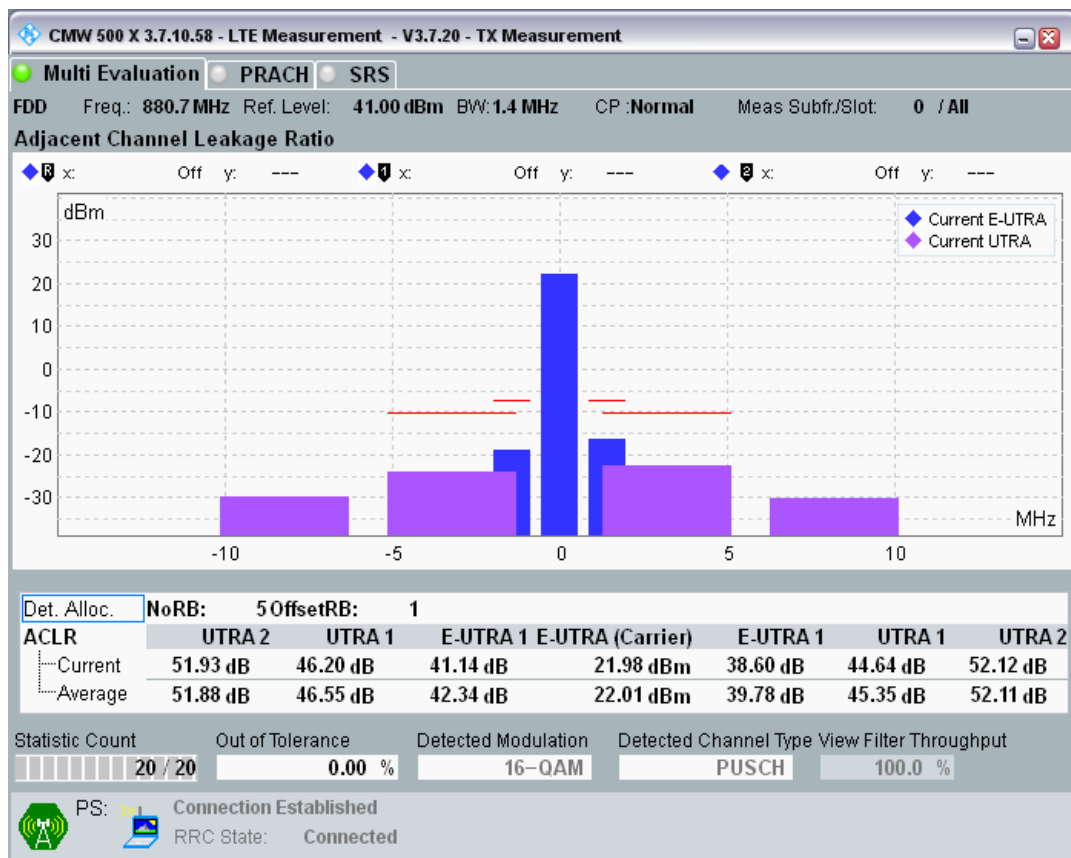 CMW 500 X 3.7.10.58 - LTE Measurement - V3.7.20 - TX Measurement
Multi Evaluation PRACH SRS
FDD Freq.: 880.7 MHz Ref. Level: 41.00 dBm BW: 1.4 MHz CP :Normal Meas Subfr./Slot: 0 / All
Adjacent Channel Leakage Ratio
R x: Off y: --- 1 x: Off y: --- 2 x: Off y: ---
dBm
Current E-UTRA
Current UTRA
30
20
10
0
-10
-20
-30
MHz
-10 -5 0 5 10
Det. Alloc. NoRB: 5 OffsetRB: 1
ACLR UTRA 2 UTRA 1 E-UTRA 1 E-UTRA (Carrier) E-UTRA 1 UTRA 1 UTRA 2
Current 51.93 dB 46.20 dB 41.14 dB 21.98 dBm 38.60 dB 44.64 dB 52.12 dB
Average 51.88 dB 46.55 dB 42.34 dB 22.01 dBm 39.78 dB 45.35 dB 52.11 dB
Statistic Count Out of Tolerance Detected Modulation Detected Channel Type View Filter Throughput
20 / 20 0.00 % 16-QAM PUSCH 100.0 %
PS: Connection Established
RRC State: Connected